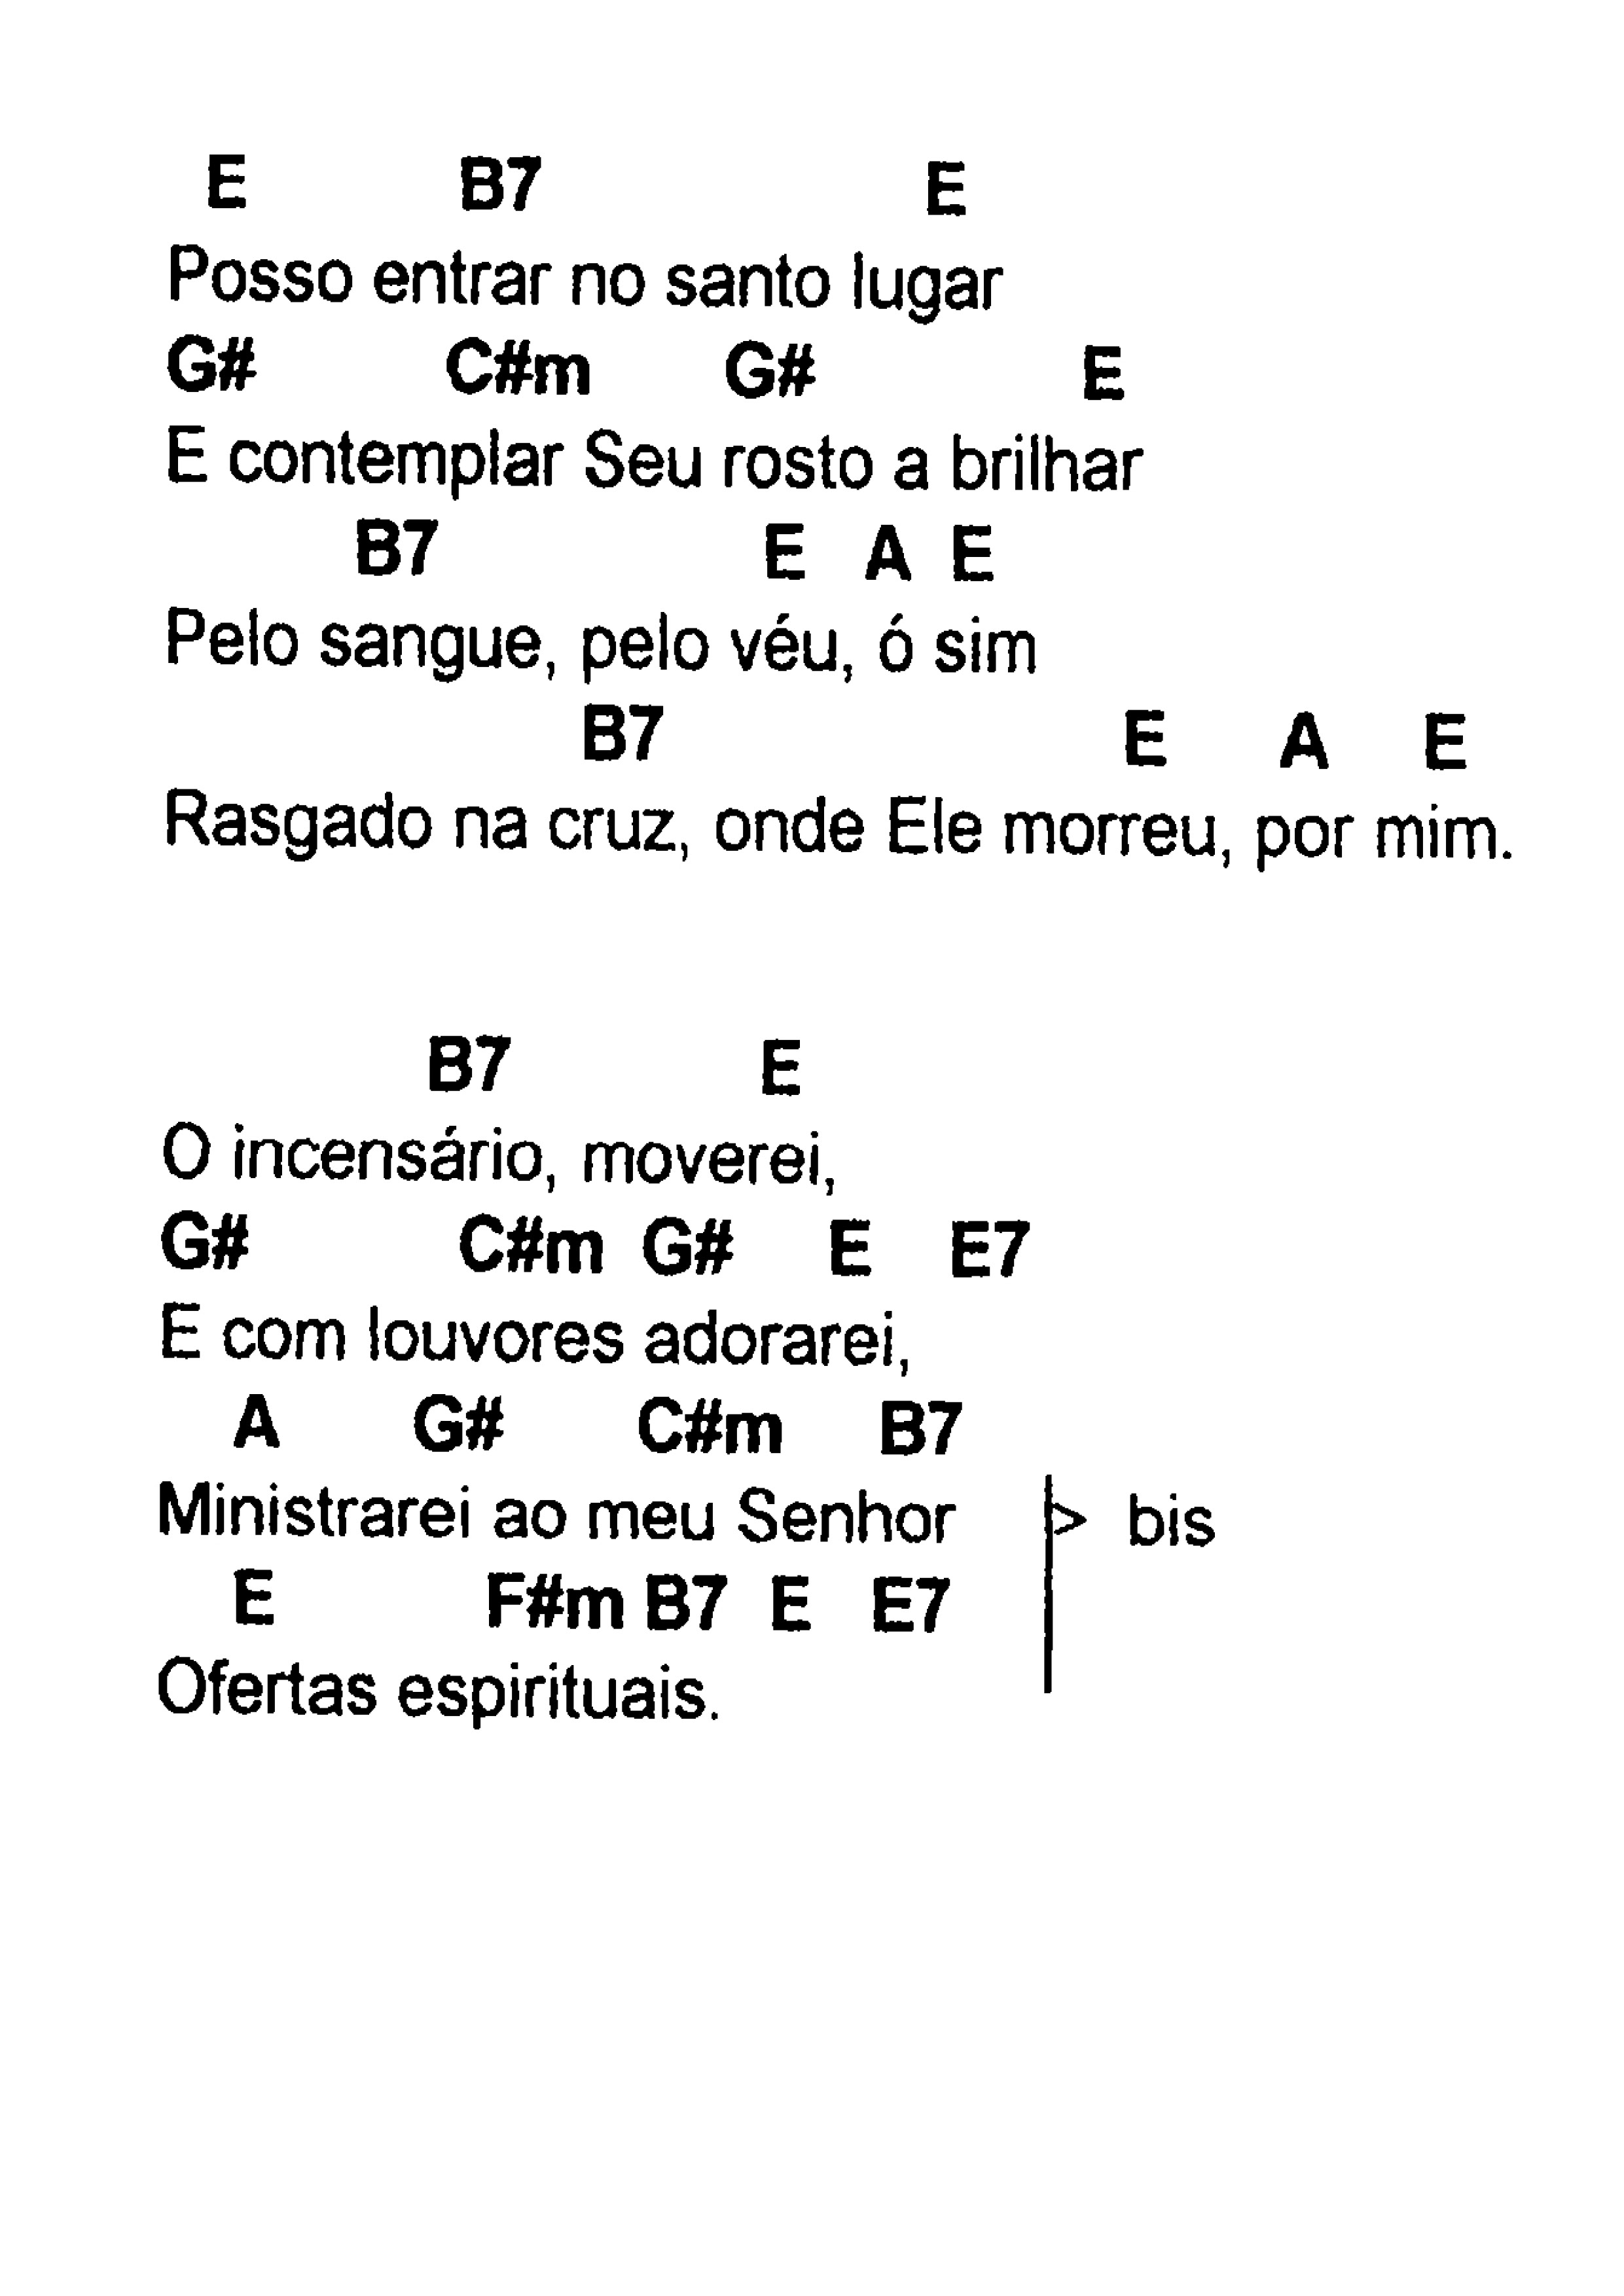 E B7 E
Posso entrar no santo lugar
G# C#m G# E
E contemplar Seu rosto a brilhar
B7 E A E
Pelo sangue, pelo véu, ó sim
B7 E A E
Rasgado na cruz, onde Ele morreu, por mim.
B7 E
O incensário, moverei,
G# C#m G# E E7
E com louvores adorarei,
A G# C#m B7
Ministrarei ao meu Senhor > bis
E F#m B7 E E7
Ofertas espirituais.